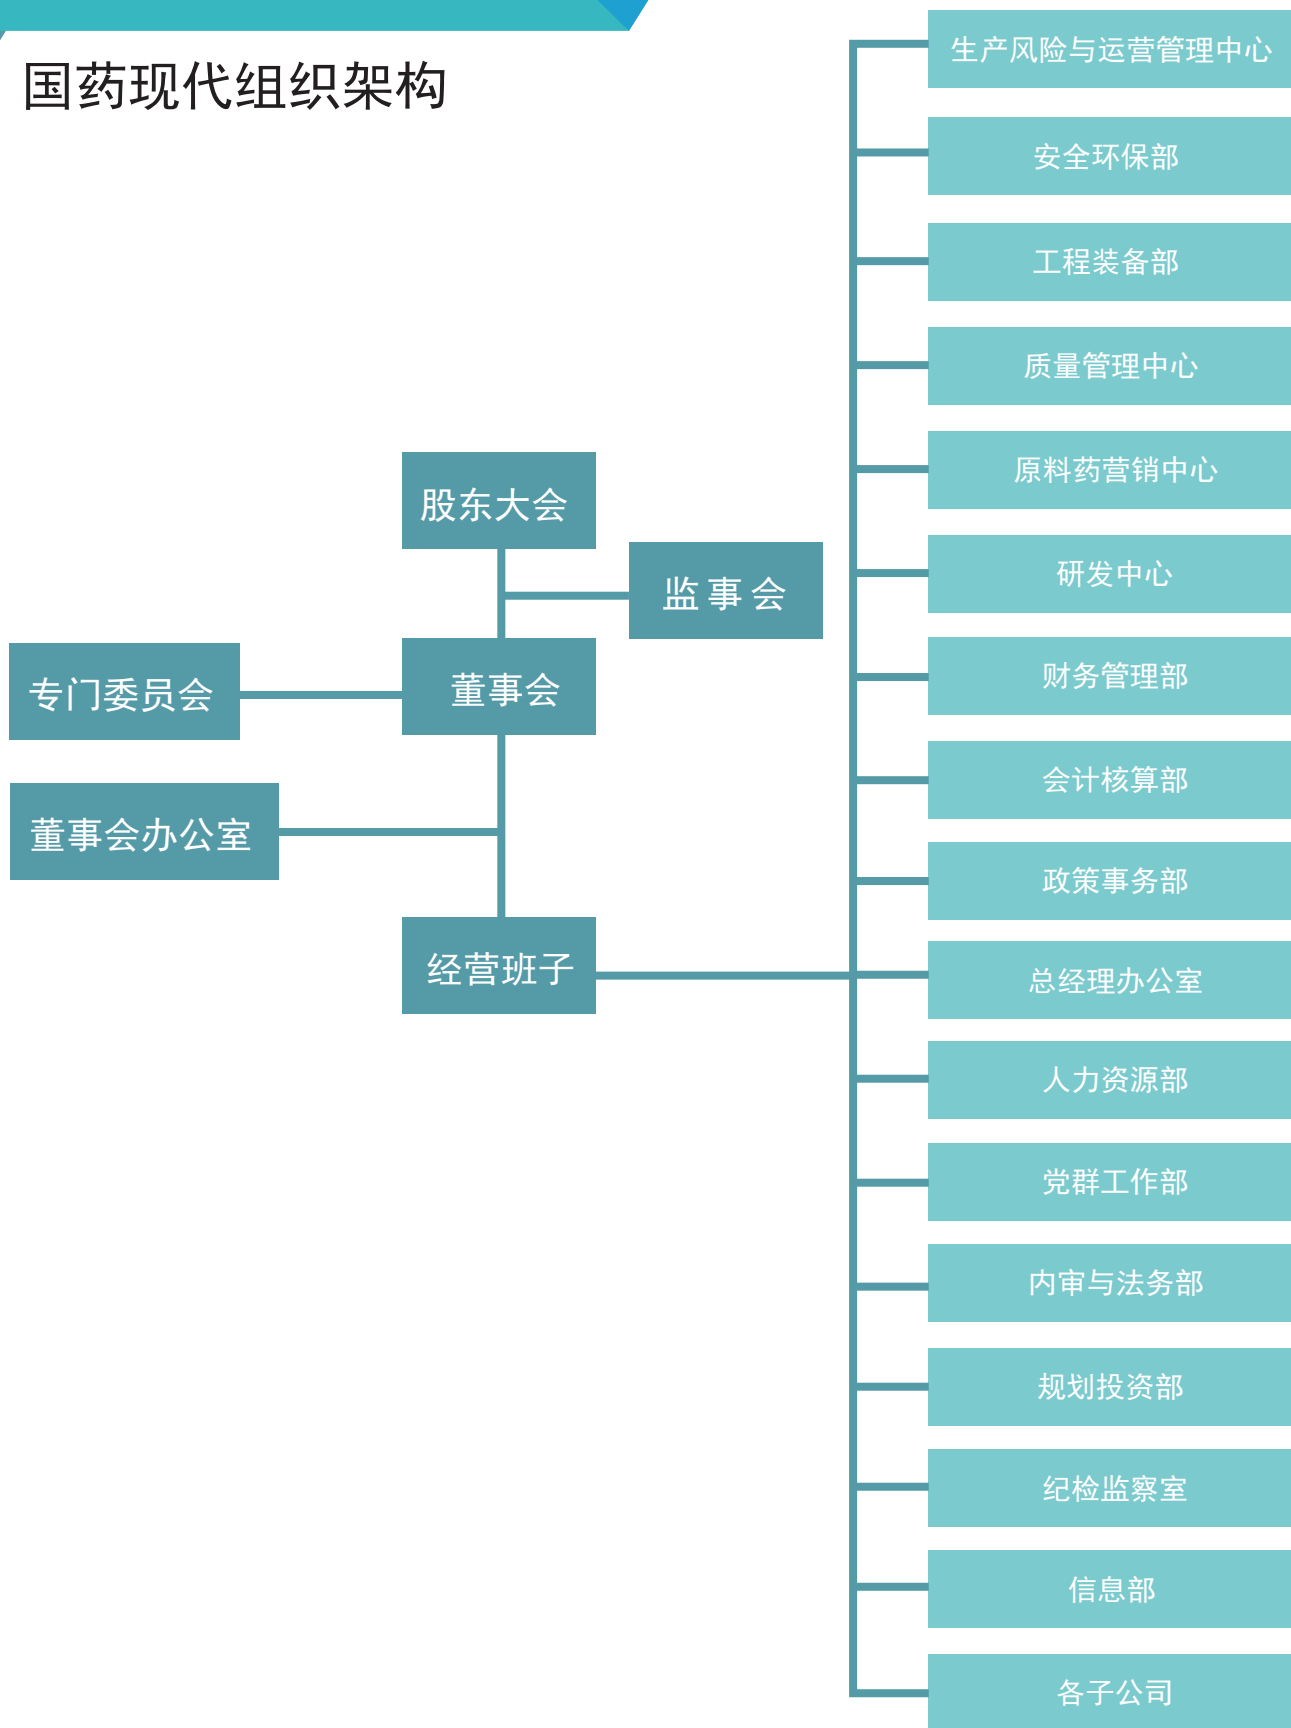 国药现代组织架构
股东大会
监事会
专门委员会
董事会
董事会办公室
经营班子
生产风险与运营管理中心
安全环保部
工程装备部
质量管理中心
原料药营销中心
研发中心
财务管理部
会计核算部
政策事务部
总经理办公室
人力资源部
党群工作部
内审与法务部
规划投资部
纪检监察室
信息部
各子公司